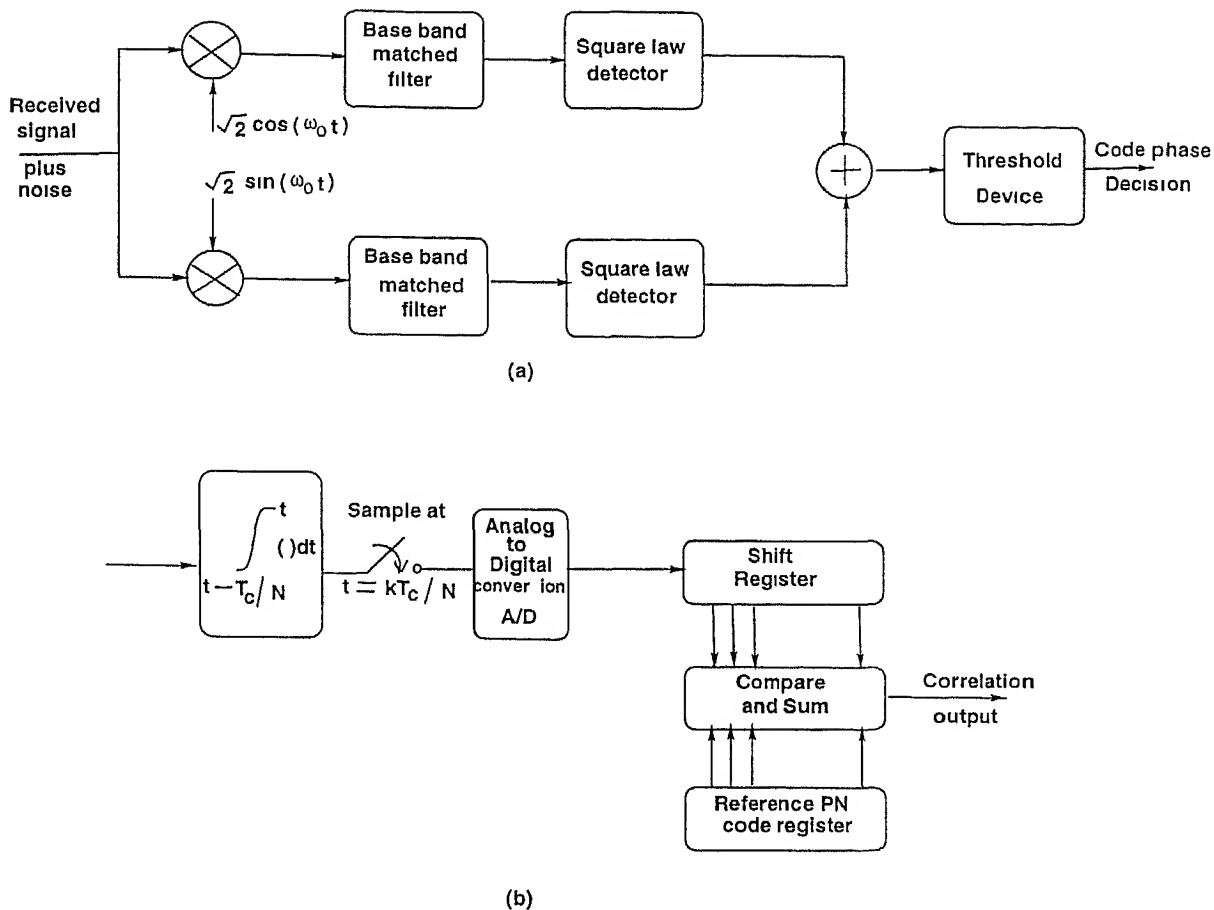 Base band
matched
filter
Square law
detector
Received
signal
plus
noise
√2 cos(ω₀t)
√2 sin(ω₀t)
Threshold
Device
Code phase
Decision
Base band
matched
filter
Square law
detector
(a)
t
( )dt
t−Tc/N
Sample at
t = kTc/N
Analog
to
Digital
conver ion
A/D
Shift
Register
Compare
and Sum
Correlation
output
Reference PN
code register
(b)